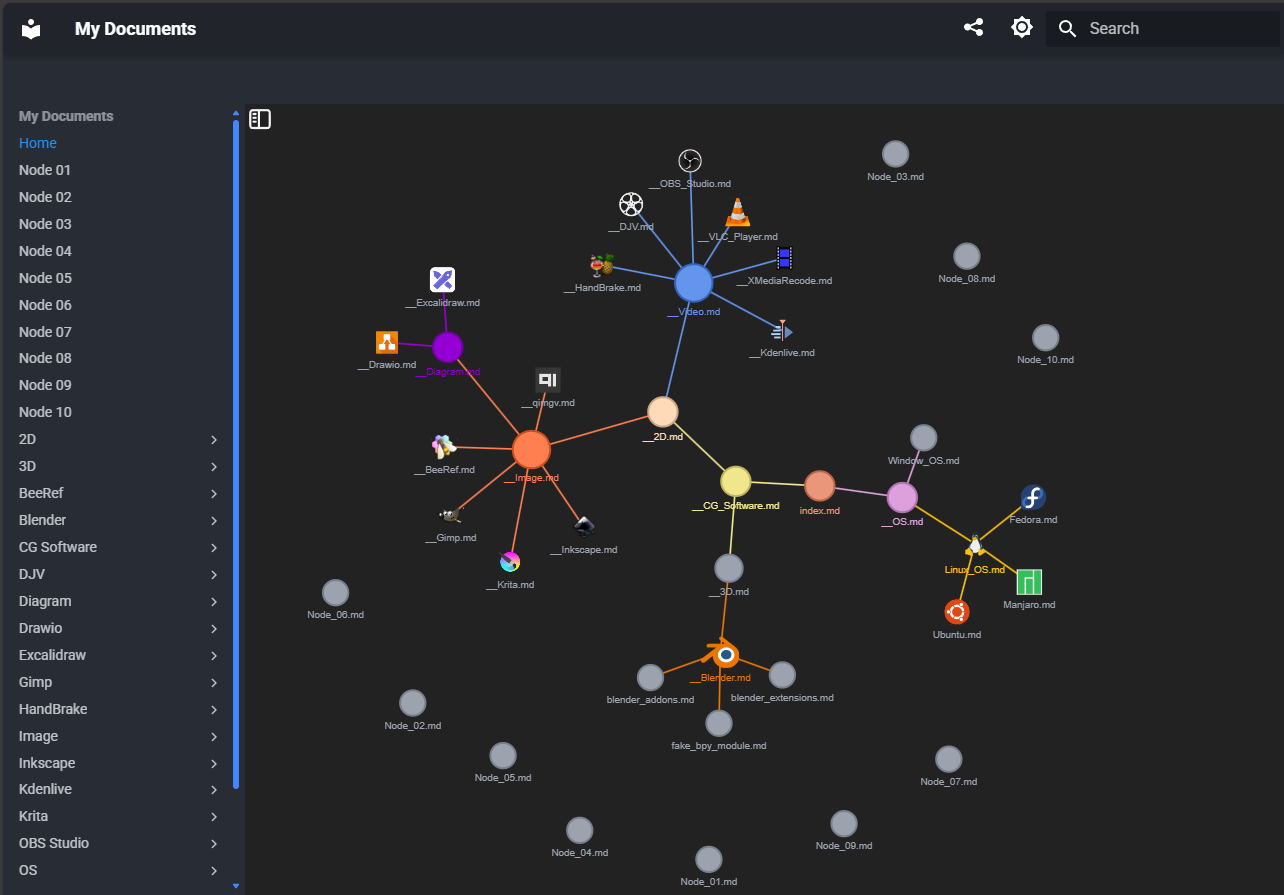 My Documents
Search
My Documents
Home
Node 01
Node 02
Node 03
Node 04
Node 05
Node 06
Node 07
Node 08
Node 09
Node 10
2D
3D
BeeRef
Blender
CG Software
DJV
Diagram
Drawio
Excalidraw
Gimp
HandBrake
Image
Inkscape
Kdenlive
Krita
OBS Studio
OS
Node_03.md
__OBS_Studio.md
__DJV.md
__VLC_Player.md
Node_08.md
__XMediaRecode.md
__HandBrake.md
__Excalidraw.md
__Video.md
__Kdenlive.md
Node_10.md
__Drawio.md
__Diagram.md
__qimgv.md
__2D.md
Window_OS.md
__BeeRef.md
__Image.md
__CG_Software.md
index.md
__OS.md
Fedora.md
__Gimp.md
__Inkscape.md
Linux_OS.md
__Krita.md
__3D.md
Manjaro.md
Node_06.md
Ubuntu.md
__Blender.md
blender_addons.md
blender_extensions.md
Node_02.md
fake_bpy_module.md
Node_05.md
Node_07.md
Node_09.md
Node_04.md
Node_01.md